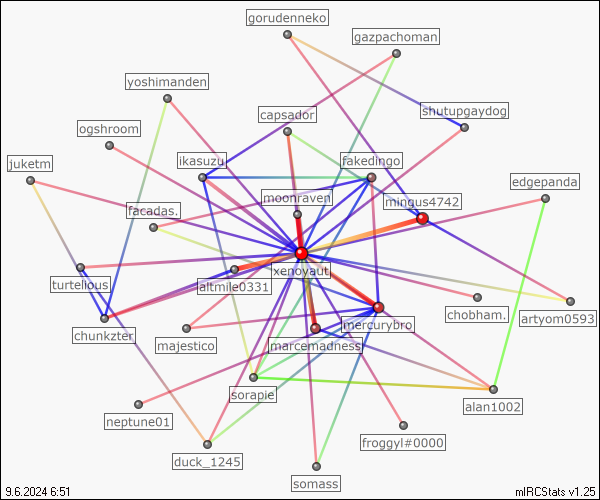 gorudenneko
gazpachoman
yoshimanden
shutupgaydog
capsador
ogshroom
juketm
ikasuzu
fakedingo
edgepanda
moonraven
mingus4742
facadas.
xenoyaut
turtelious
altmile0331
chobham.
artyom0593
chunkzter
mercurybro
majestico
marcemadness
sorapie
alan1002
neptune01
froggyl#0000
duck_1245
somass
9.6.2024 6:51
mIRCStats v1.25